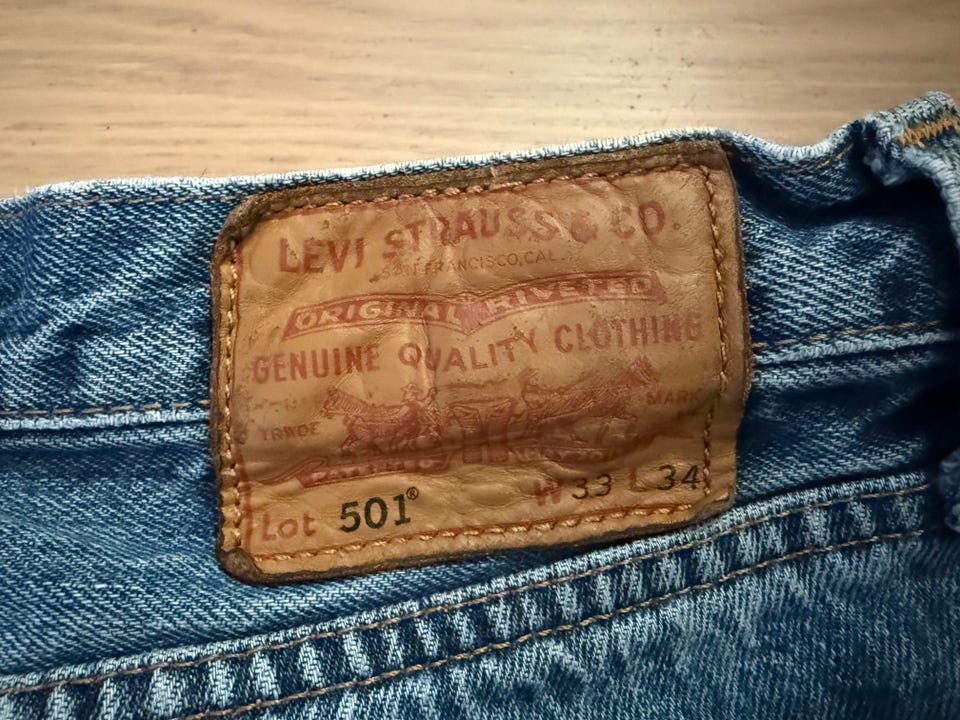 LEVI STRAUSS & CO.
SAN FRANCISCO, CAL.
ORIGINAL RIVETED
GENUINE QUALITY CLOTHING
TRADE MARK
Lot 501® W 33 L 34